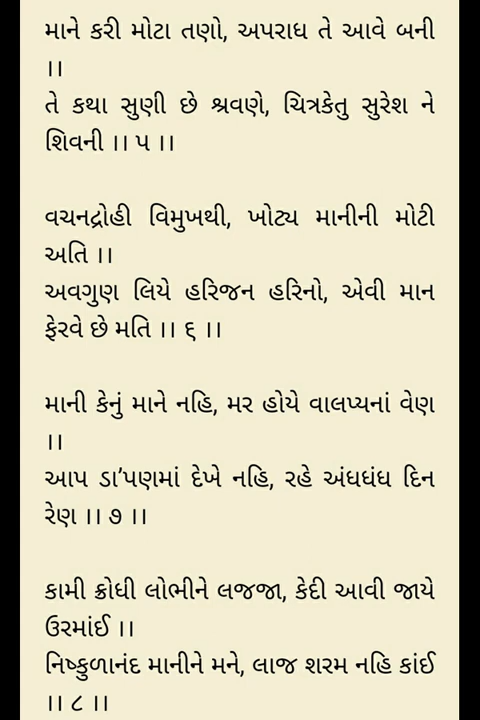 માને કરી મોટા તણો, અપરાધ તે આવે બની
।।
તે કથા સુણી છે શ્રવણે, ચિત્રકેતુ સુરેશ ને
શિવની ।। ૫ ।।
વચનદ્રોહી વિમુખથી, ખોટ્ય માનીની મોટી
અતિ ।।
અવગુણ લિયે હરિજન હરિનો, એવી માન
ફેરવે છે મતિ ।। ૬ ।।
માની કેનું માને નહિ, મર હોયે વાલપ્યનાં વેણ
।।
આપ ડા’પણમાં દેખે નહિ, રહે અંધધંધ દિન
રેણ ।। ૭ ।।
કામી ક્રોધી લોભીને લજજા, કેદી આવી જાયે
ઉરમાંઈ ।।
નિષ્કુળાનંદ માનીને મને, લાજ શરમ નહિ કાંઈ
।। ૮ ।।